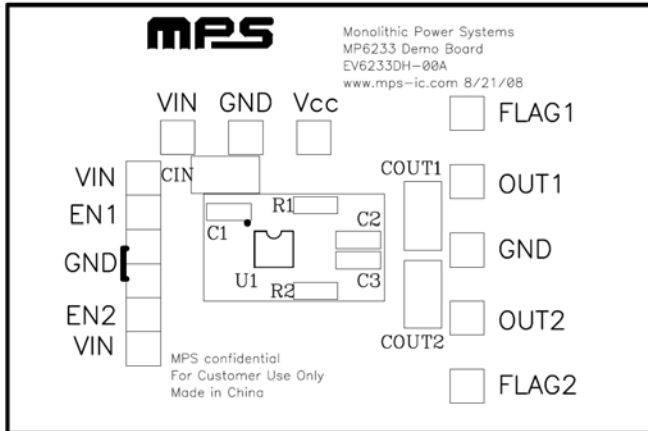 mps
Monolithic Power Systems
MP6233 Demo Board
EV6233DH-00A
www.mps-ic.com 8/21/08
VIN GND Vcc
FLAG1
VIN
CIN
COUT1
OUT1
EN1
C1
R1
C2
GND
U1
C3
GND
R2
EN2
OUT2
VIN
COUT2
MPS confidential
For Customer Use Only
Made in China
FLAG2